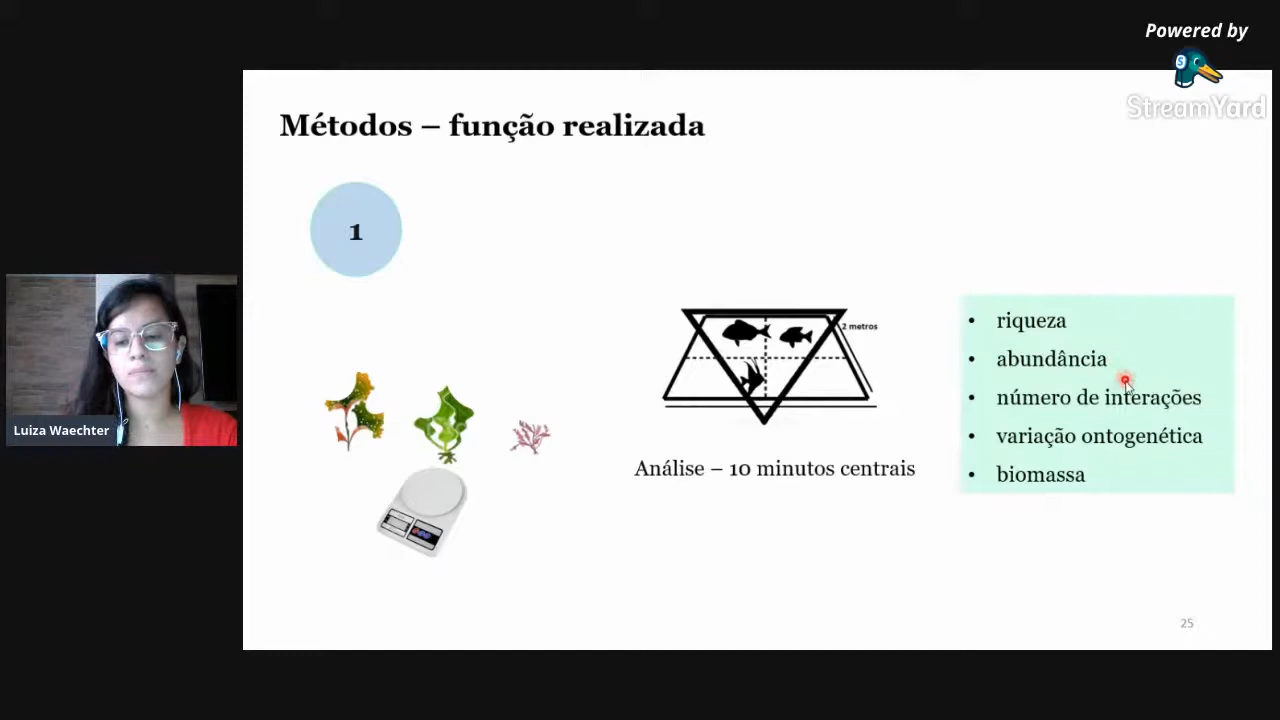 Powered by
StreamYard
Métodos – função realizada
1
2 metros
Análise – 10 minutos centrais
• riqueza
• abundância
• número de interações
• variação ontogenética
• biomassa
Luiza Waechter
25